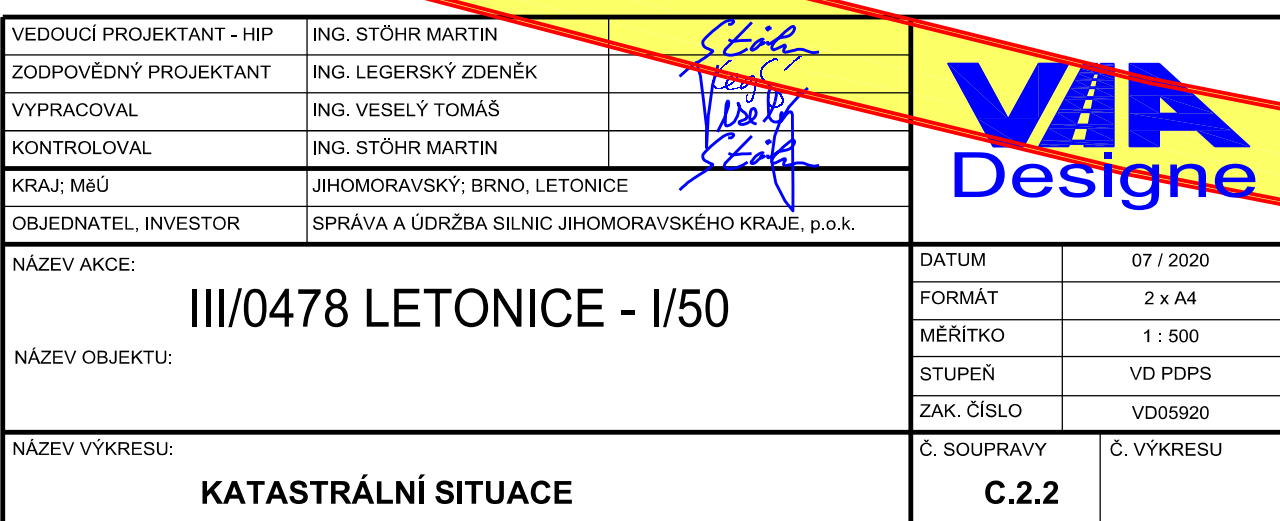 VEDOUCÍ PROJEKTANT - HIP ING. STÖHR MARTIN Stöhr
ZODPOVĚDNÝ PROJEKTANT ING. LEGERSKÝ ZDENĚK
VYPRACOVAL ING. VESELÝ TOMÁŠ
KONTROLOVAL ING. STÖHR MARTIN Stöhr
KRAJ; MěÚ JIHOMORAVSKÝ; BRNO, LETONICE
OBJEDNATEL, INVESTOR SPRÁVA A ÚDRŽBA SILNIC JIHOMORAVSKÉHO KRAJE, p.o.k.
VIA
Designe
NÁZEV AKCE:
III/0478 LETONICE - I/50
NÁZEV OBJEKTU:
DATUM 07 / 2020
FORMÁT 2 x A4
MĚŘÍTKO 1 : 500
STUPEŇ VD PDPS
ZAK. ČÍSLO VD05920
NÁZEV VÝKRESU:
KATASTRÁLNÍ SITUACE
Č. SOUPRAVY Č. VÝKRESU
C.2.2